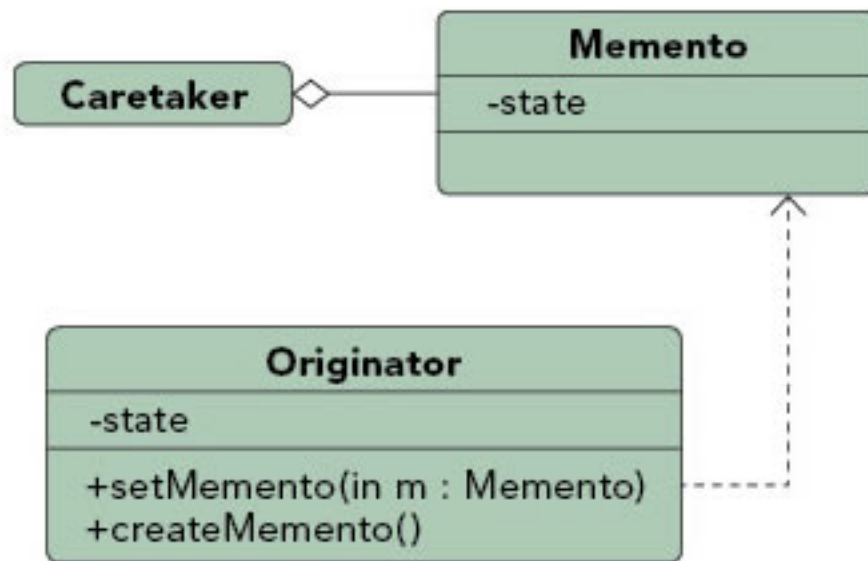 Memento
Caretaker
-state
Originator
-state
+setMemento(in m : Memento)
+createMemento()